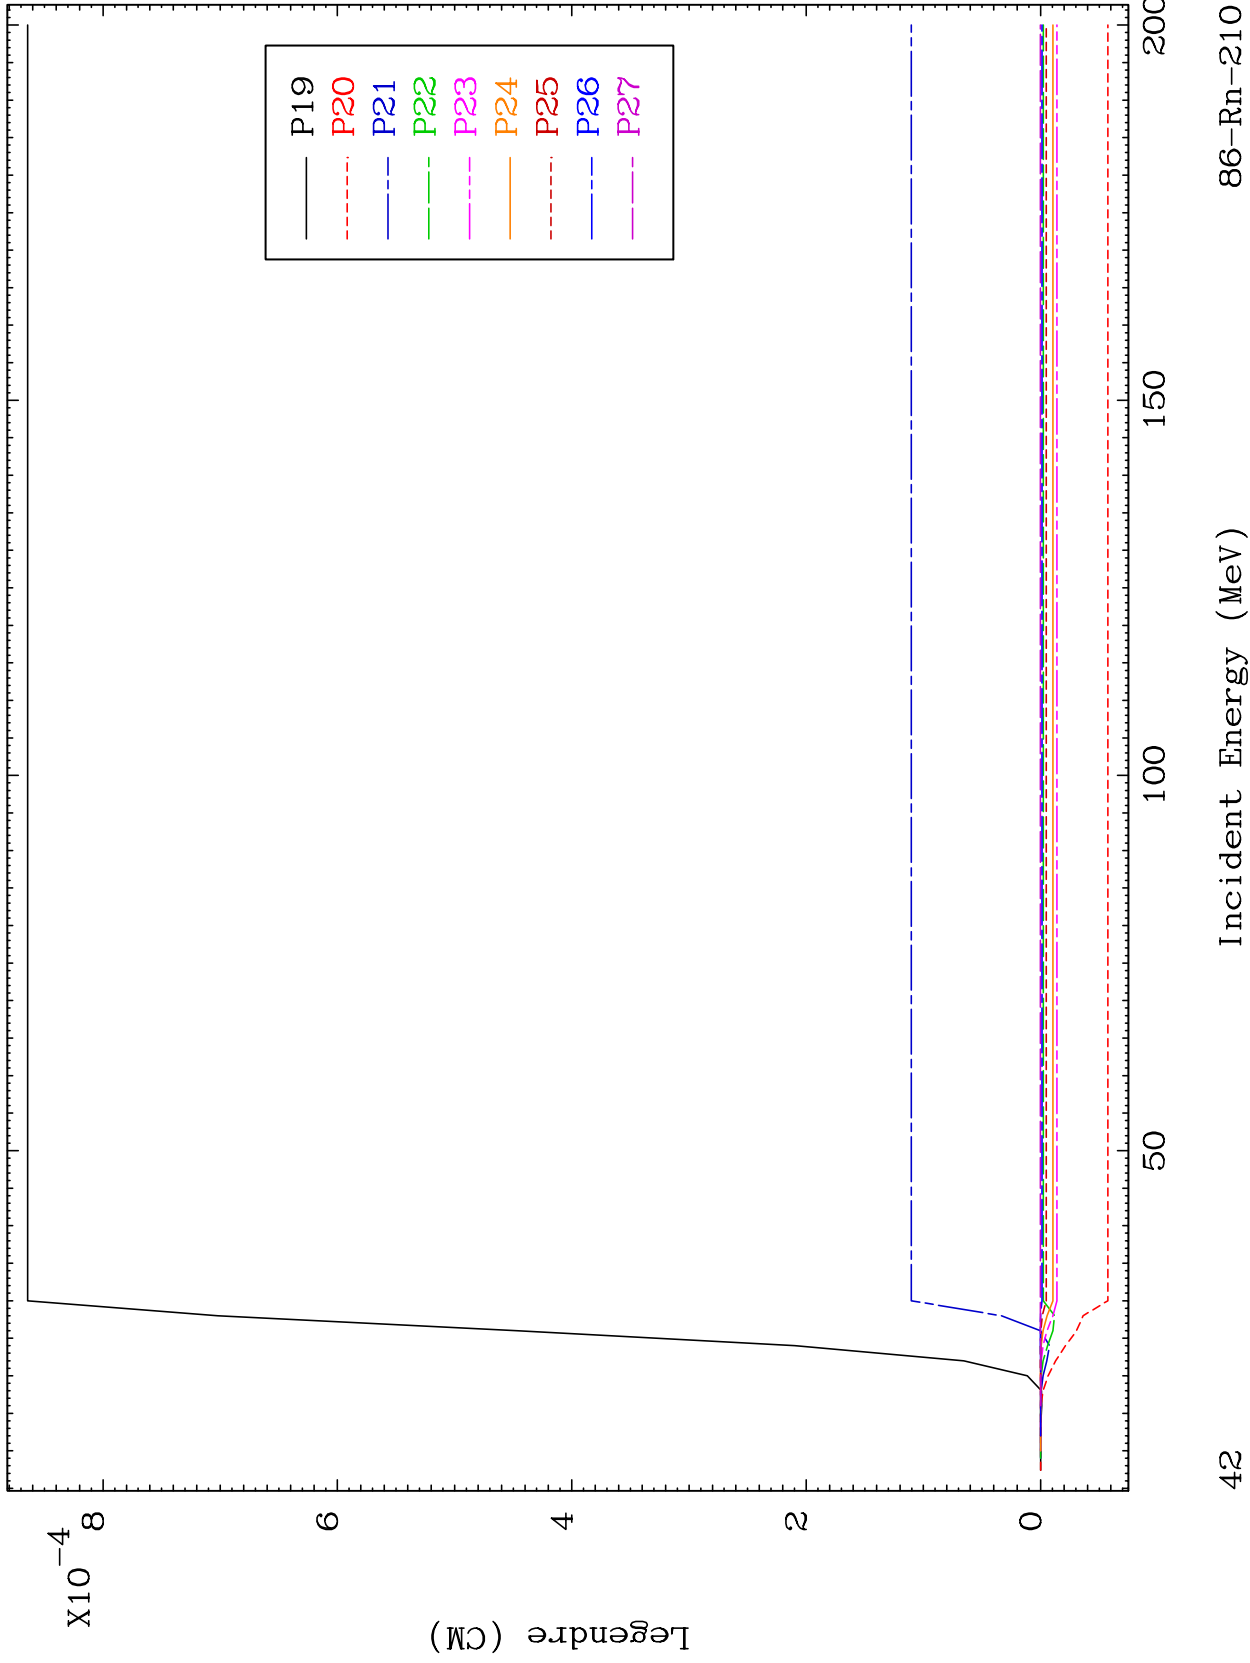 X10-4
8
6
4
2
0
Legendre (CM)
P19
P20
P21
P22
P23
P24
P25
P26
P27
50
100
150
200
Incident Energy (MeV)
42
86-Rn-210